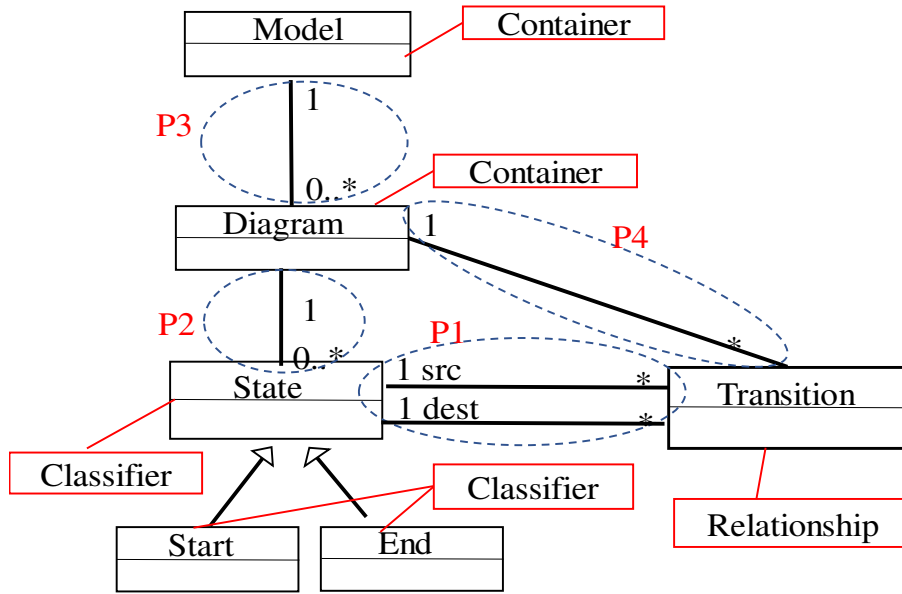 Model
Container
1
P3
0..*
Container
Diagram
1
P4
P2
1
P1
*
0..*
1 src
*
State
Transition
1 dest
*
Classifier
Classifier
Relationship
Start
End